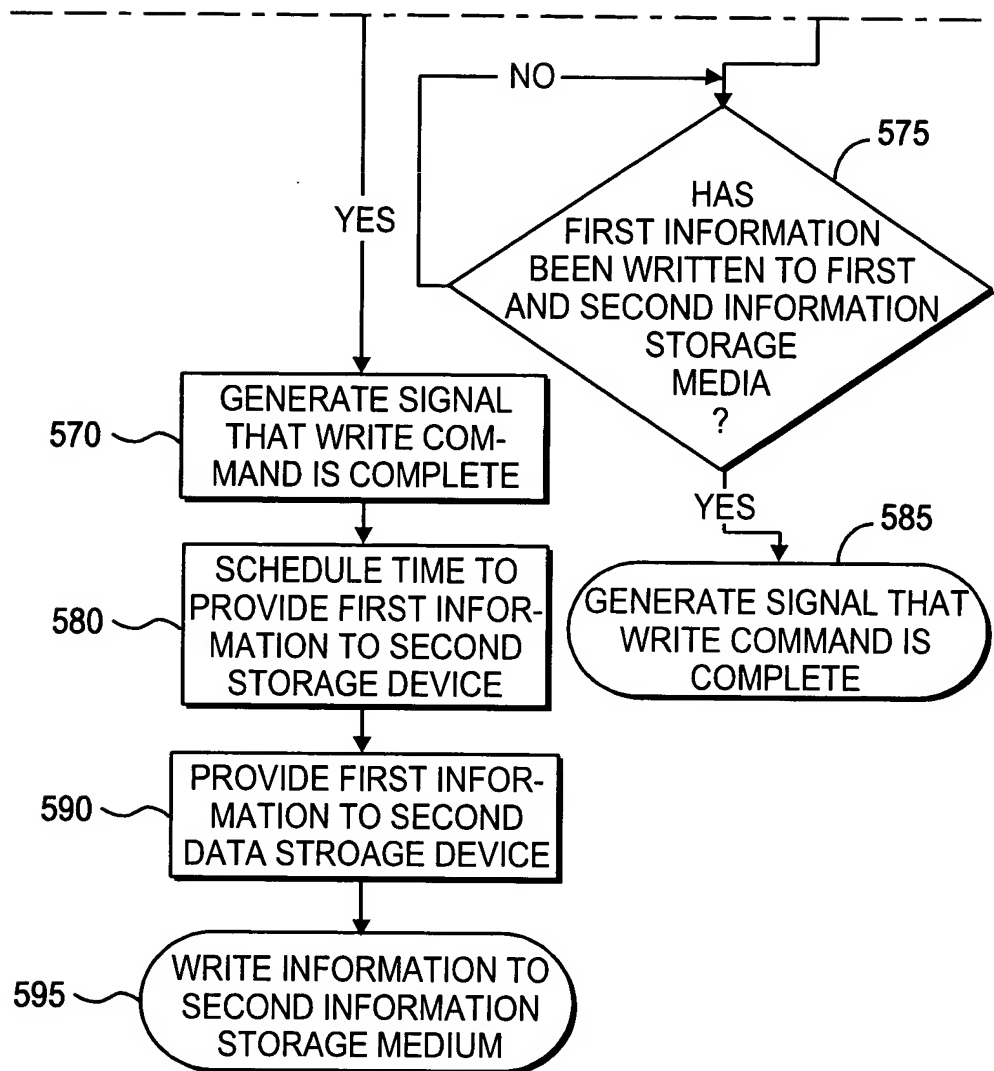 NO
575
HAS
FIRST INFORMATION
BEEN WRITTEN TO FIRST
AND SECOND INFORMATION
STORAGE
MEDIA
?
YES
570
GENERATE SIGNAL
THAT WRITE COM-
MAND IS COMPLETE
YES
585
GENERATE SIGNAL THAT
WRITE COMMAND IS
COMPLETE
580
SCHEDULE TIME TO
PROVIDE FIRST INFOR-
MATION TO SECOND
STORAGE DEVICE
590
PROVIDE FIRST INFOR-
MATION TO SECOND
DATA STROAGE DEVICE
595
WRITE INFORMATION TO
SECOND INFORMATION
STORAGE MEDIUM